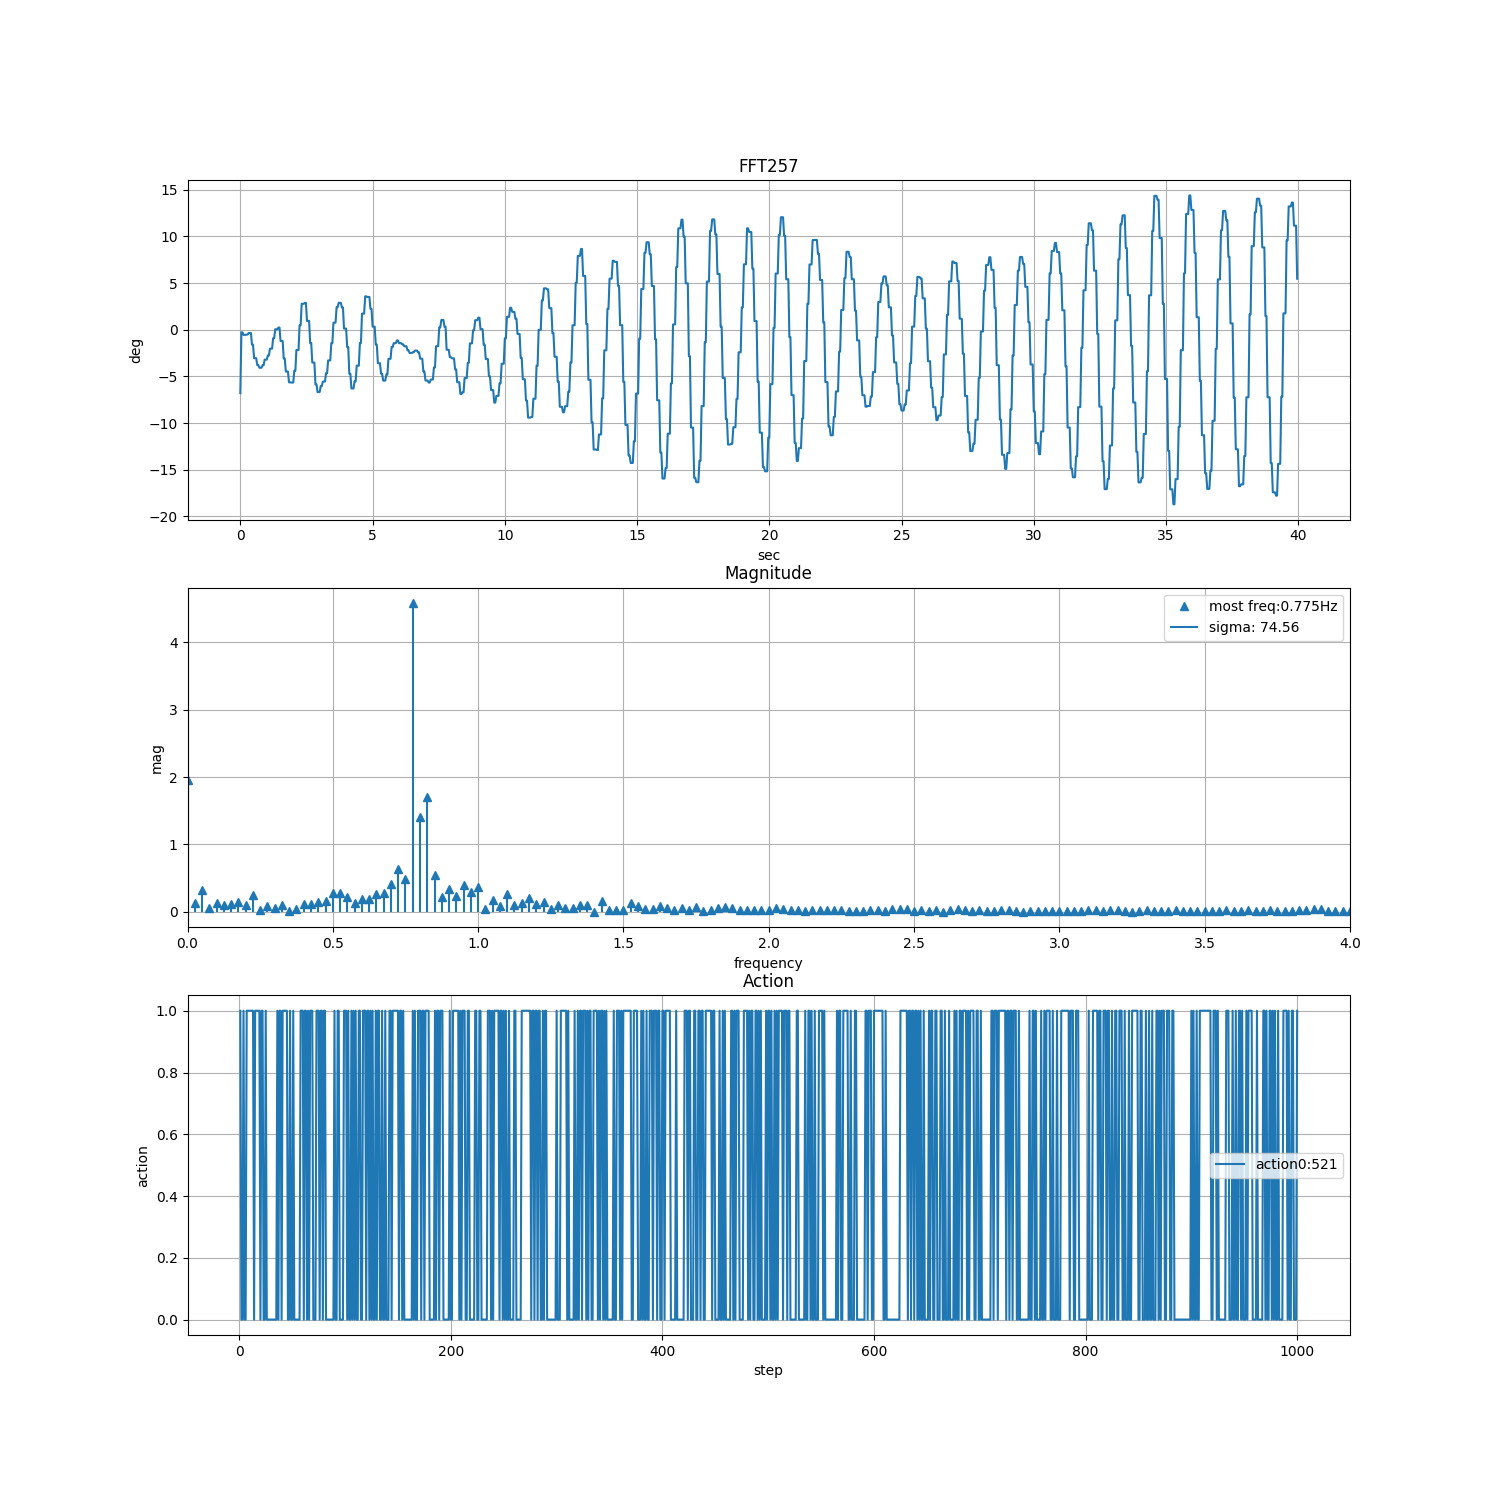 FFT257
15
10
5
0
−5
−10
−15
−20
deg
0 5 10 15 20 25 30 35 40
sec
Magnitude
most freq:0.775Hz
sigma: 74.56
4
3
2
1
0
mag
0.0 0.5 1.0 1.5 2.0 2.5 3.0 3.5 4.0
frequency
Action
1.0
0.8
0.6
0.4
0.2
0.0
action
action0:521
0 200 400 600 800 1000
step